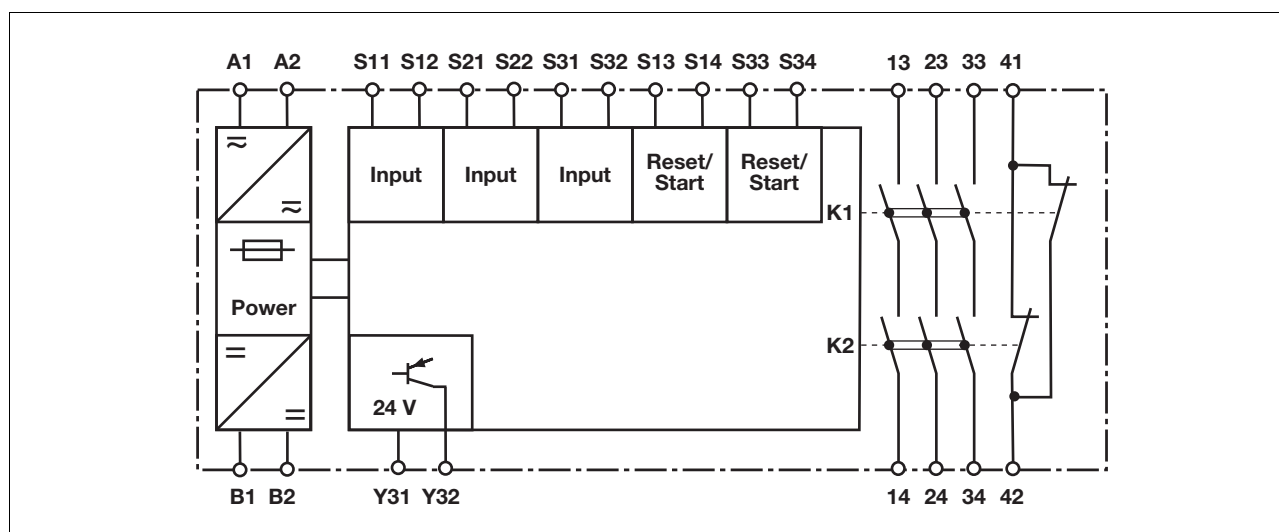 A1 A2 S11 S12 S21 S22 S31 S32 S13 S14 S33 S34 13 23 33 41
Input Input Input Reset/ Reset/
Start Start
K1
Power
K2
24 V
B1 B2 Y31 Y32 14 24 34 42